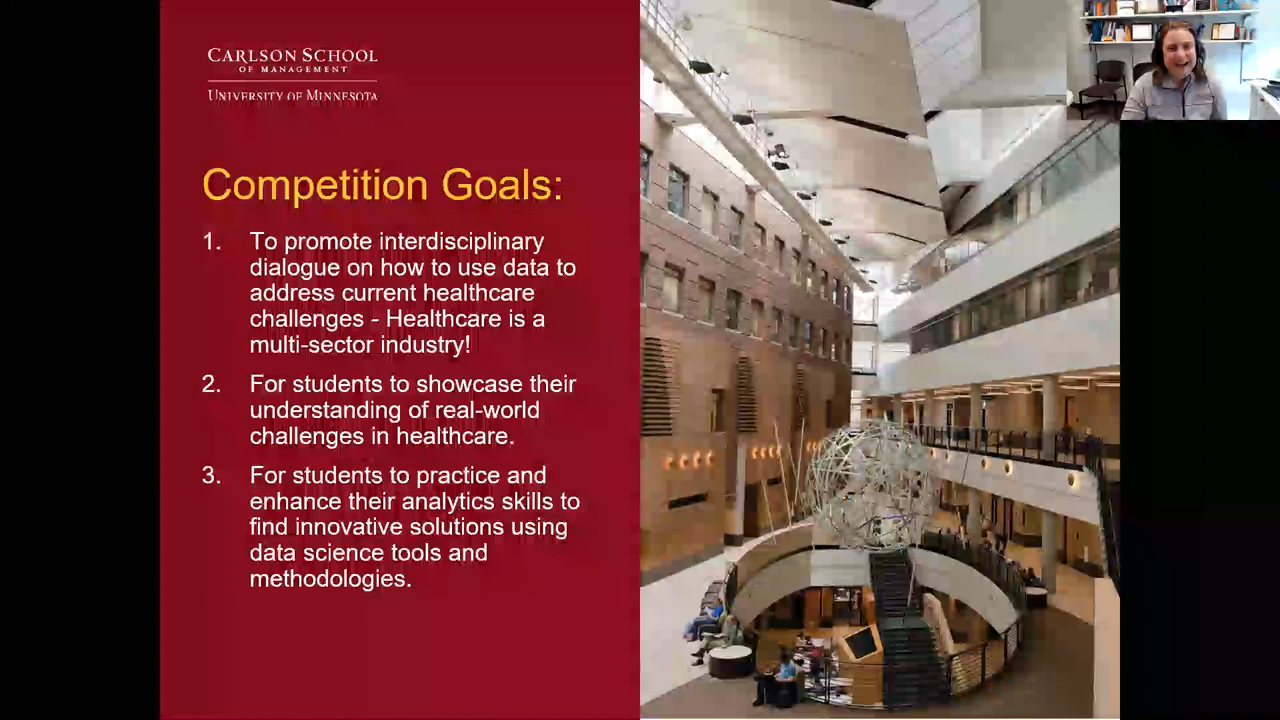 CARLSON SCHOOL
OF MANAGEMENT
UNIVERSITY OF MINNESOTA
Competition Goals:
1. To promote interdisciplinary
dialogue on how to use data to
address current healthcare
challenges - Healthcare is a
multi-sector industry!
2. For students to showcase their
understanding of real-world
challenges in healthcare.
3. For students to practice and
enhance their analytics skills to
find innovative solutions using
data science tools and
methodologies.